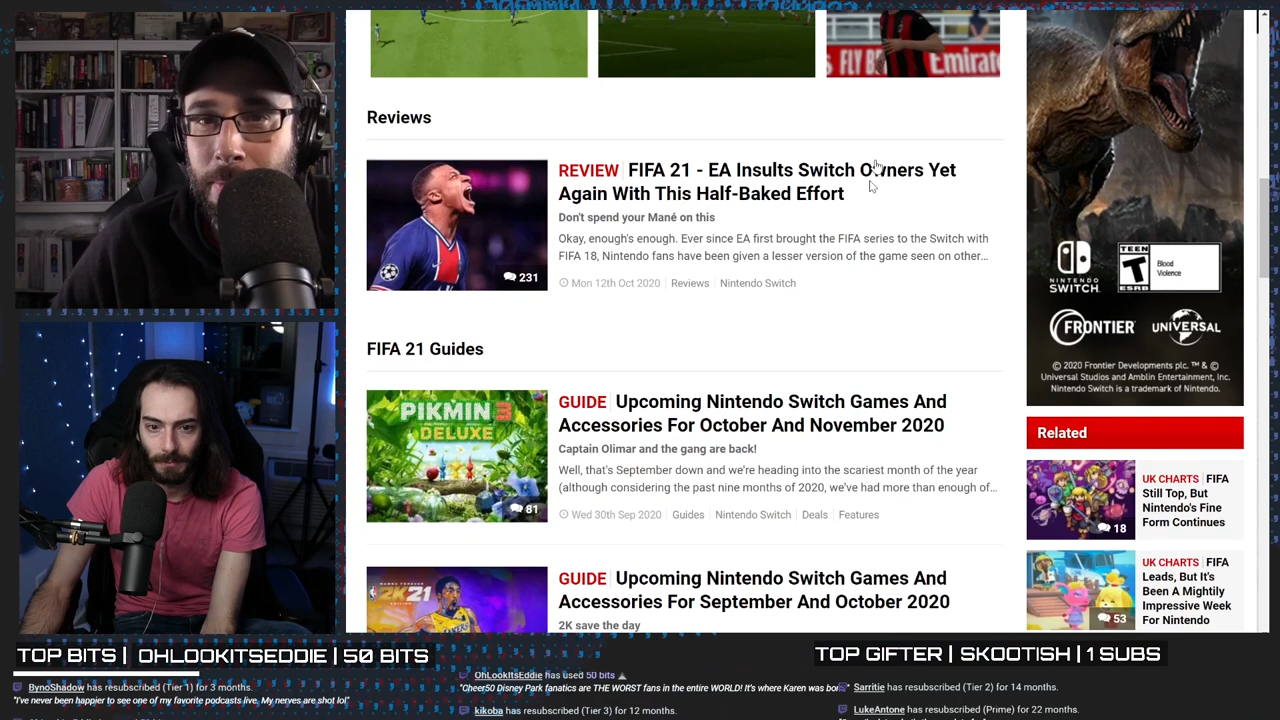 FLY B
Emirate
Reviews
REVIEW FIFA 21 - EA Insults Switch Owners Yet
Again With This Half-Baked Effort
Don't spend your Mané on this
Okay, enough's enough. Ever since EA first brought the FIFA series to the Switch with
FIFA 18, Nintendo fans have been given a lesser version of the game seen on other...
231
Mon 12th Oct 2020 Reviews Nintendo Switch
FIFA 21 Guides
PIKMIN 3
DELUXE
81
GUIDE Upcoming Nintendo Switch Games And
Accessories For October And November 2020
Captain Olimar and the gang are back!
Well, that's September down and we're heading into the scariest month of the year
(although considering the past nine months of 2020, we've had more than enough of...
Wed 30th Sep 2020 Guides Nintendo Switch Deals Features
MAMBA FOREVER
EDITION
2K21
GUIDE Upcoming Nintendo Switch Games And
Accessories For September And October 2020
2K save the day
NINTENDO
SWITCH
TEEN
T
ESRB
Blood
Violence
FRONTIER
UNIVERSAL
© 2020 Frontier Developments plc. ™ & ©
Universal Studios and Amblin Entertainment, Inc.
Nintendo Switch is a trademark of Nintendo.
Related
18
UK CHARTS FIFA
Still Top, But
Nintendo's Fine
Form Continues
53
UK CHARTS FIFA
Leads, But It's
Been A Mightily
Impressive Week
For Nintendo
TOP BITS | OHLOOKITSEDDIE | 50 BITS
TOP GIFTER | SKOOTISH | 1 SUBS
BynoShadow has resubscribed (Tier 1) for 3 months.
"I've never been happier to see one of my favorite podcasts live. My nerves are shot lol"
OhLookItsEddie has used 50 bits
"Cheer50 Disney Park fanatics are THE WORST fans in the entire WORLD! It's where Karen was bor
kikoba has resubscribed (Tier 3) for 12 months.
Sarritie has resubscribed (Tier 2) for 14 months.
LukeAntone has resubscribed (Prime) for 22 months.